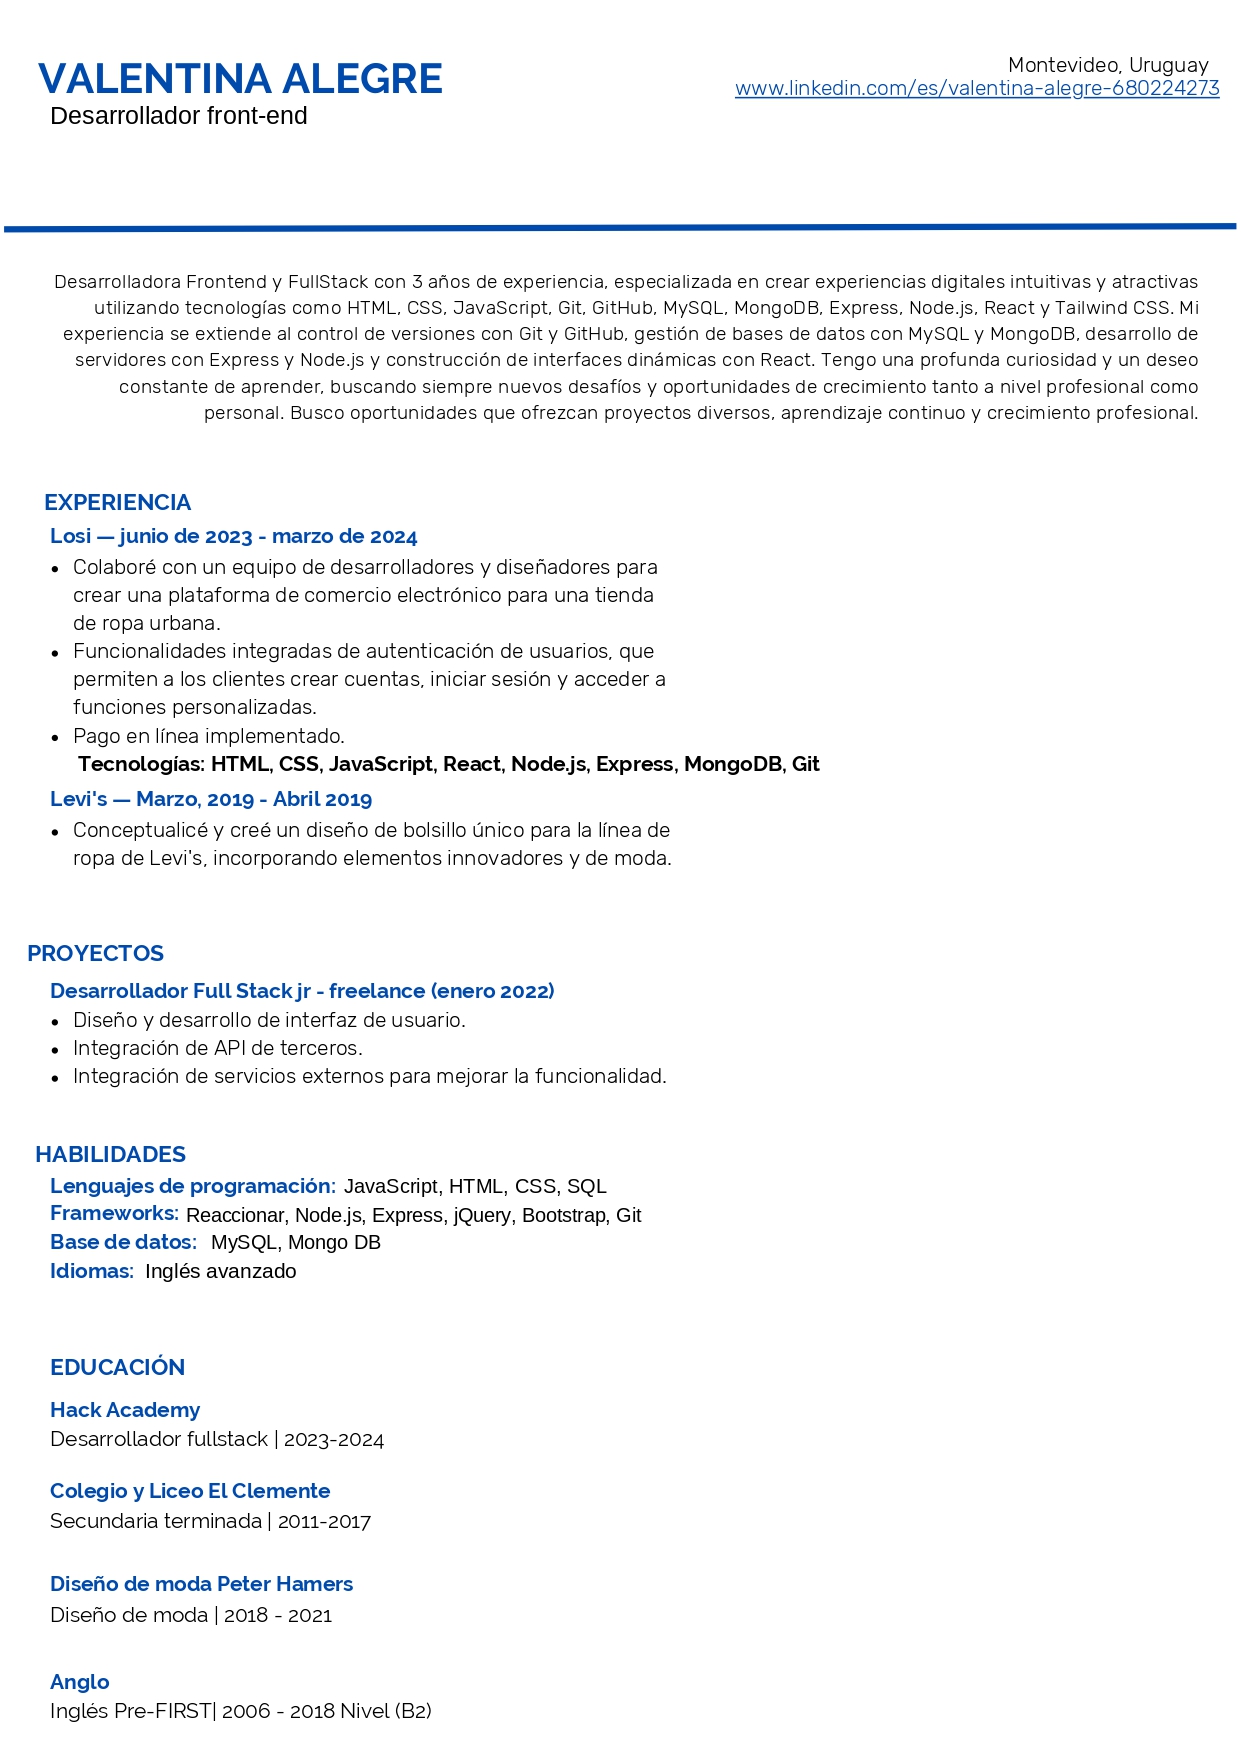 VALENTINA ALEGRE
Desarrollador front-end
Montevideo, Uruguay
www.linkedin.com/es/valentina-alegre-680224273
Desarrolladora Frontend y FullStack con 3 años de experiencia, especializada en crear experiencias digitales intuitivas y atractivas
utilizando tecnologías como HTML, CSS, JavaScript, Git, GitHub, MySQL, MongoDB, Express, Node.js, React y Tailwind CSS. Mi
experiencia se extiende al control de versiones con Git y GitHub, gestión de bases de datos con MySQL y MongoDB, desarrollo de
servidores con Express y Node.js y construcción de interfaces dinámicas con React. Tengo una profunda curiosidad y un deseo
constante de aprender, buscando siempre nuevos desafíos y oportunidades de crecimiento tanto a nivel profesional como
personal. Busco oportunidades que ofrezcan proyectos diversos, aprendizaje continuo y crecimiento profesional.
EXPERIENCIA
Losi — junio de 2023 - marzo de 2024
• Colaboré con un equipo de desarrolladores y diseñadores para
crear una plataforma de comercio electrónico para una tienda
de ropa urbana.
• Funcionalidades integradas de autenticación de usuarios, que
permiten a los clientes crear cuentas, iniciar sesión y acceder a
funciones personalizadas.
• Pago en línea implementado.
Tecnologías: HTML, CSS, JavaScript, React, Node.js, Express, MongoDB, Git
Levi's — Marzo, 2019 - Abril 2019
• Conceptualicé y creé un diseño de bolsillo único para la línea de
ropa de Levi's, incorporando elementos innovadores y de moda.
PROYECTOS
Desarrollador Full Stack jr - freelance (enero 2022)
• Diseño y desarrollo de interfaz de usuario.
• Integración de API de terceros.
• Integración de servicios externos para mejorar la funcionalidad.
HABILIDADES
Lenguajes de programación: JavaScript, HTML, CSS, SQL
Frameworks: Reaccionar, Node.js, Express, jQuery, Bootstrap, Git
Base de datos: MySQL, Mongo DB
Idiomas: Inglés avanzado
EDUCACIÓN
Hack Academy
Desarrollador fullstack | 2023-2024
Colegio y Liceo El Clemente
Secundaria terminada | 2011-2017
Diseño de moda Peter Hamers
Diseño de moda | 2018 - 2021
Anglo
Inglés Pre-FIRST| 2006 - 2018 Nivel (B2)